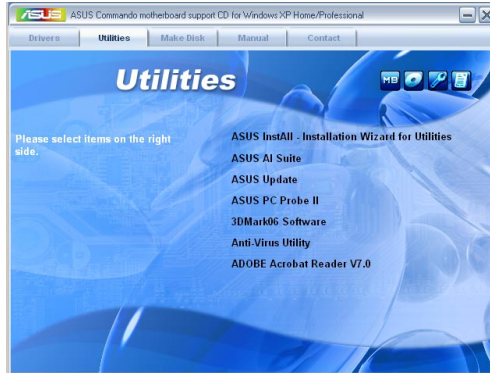 ASUS ASUS Commando motherboard support CD for Windows XP Home/Professional
Drivers Utilities Make Disk Manual Contact
Utilities
MB
Please select items on the right
side.
ASUS InstAll - Installation Wizard for Utilities
ASUS AI Suite
ASUS Update
ASUS PC Probe II
3DMark06 Software
Anti-Virus Utility
ADOBE Acrobat Reader V7.0